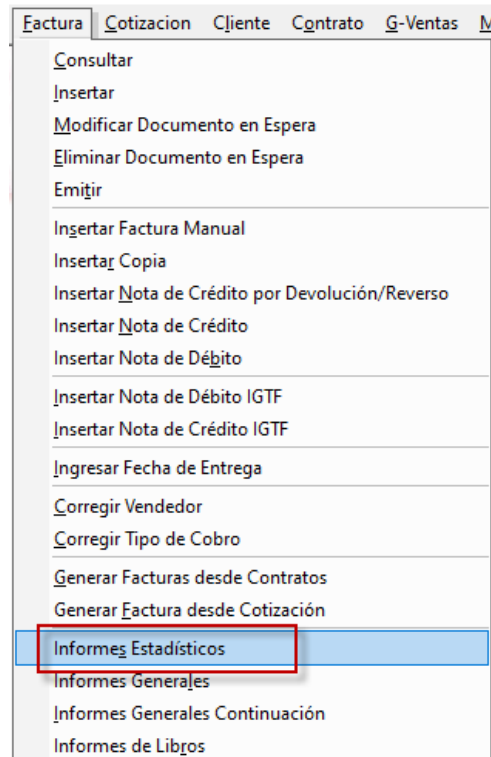 Factura Cotizacion Cliente Contrato G-Ventas M
Consultar
Insertar
Modificar Documento en Espera
Eliminar Documento en Espera
Emitir
Insertar Factura Manual
Insertar Copia
Insertar Nota de Crédito por Devolución/Reverso
Insertar Nota de Crédito
Insertar Nota de Débito
Insertar Nota de Débito IGTF
Insertar Nota de Crédito IGTF
Ingresar Fecha de Entrega
Corregir Vendedor
Corregir Tipo de Cobro
Generar Facturas desde Contratos
Generar Factura desde Cotización
Informes Estadísticos
Informes Generales
Informes Generales Continuación
Informes de Libros